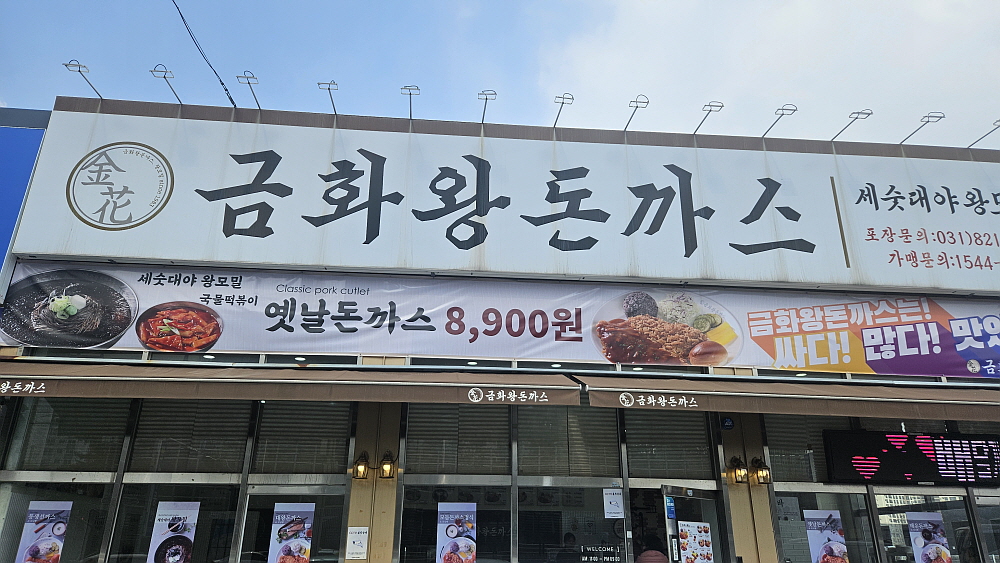 金花
금화왕돈까스
세숫대야 왕모
포장문의:031)821
가맹문의:1544-
세숫대야 왕모밀
국물떡볶이
Classic pork cutlet
옛날돈까스 8,900원
금화왕돈까스는!
싸다! 많다! 맛있
왕돈까스
금화왕돈까스
금화왕돈까스
[ WELCOME ]